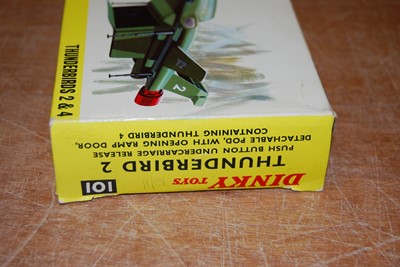 THUNDERBIRDS 2 & 4
2
DINKY TOYS
101
THUNDERBIRD 2
PUSH BUTTON UNDERCARRIAGE RELEASE
DETACHABLE POD, WITH OPENING RAMP DOOR,
CONTAINING THUNDERBIRD 4